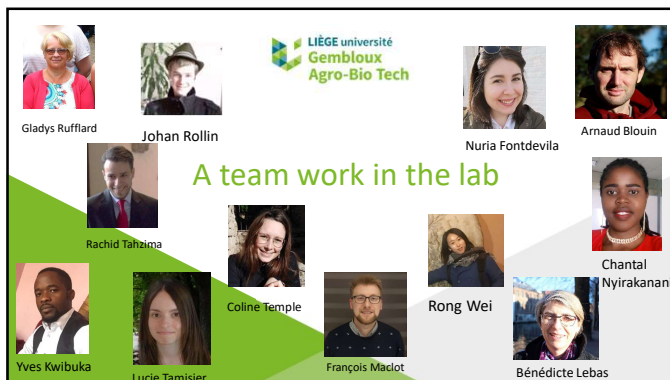 LIÈGE université
Gembloux
Agro-Bio Tech
Gladys Rufflard
Johan Rollin
Nuria Fontdevila
Arnaud Blouin
A team work in the lab
Rachid Tahzima
Coline Temple
Rong Wei
Chantal
Nyirakanani
Yves Kwibuka
Lucie Tamisier
François Maclot
Bénédicte Lebas